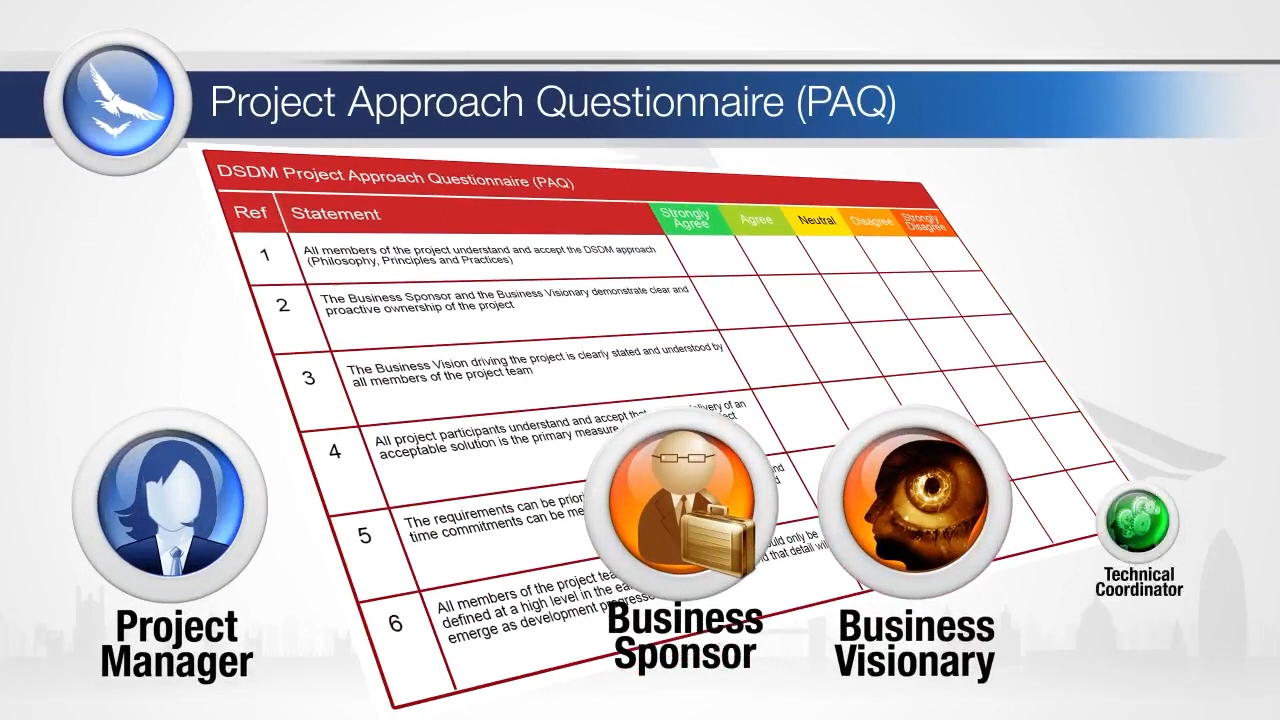 Project Approach Questionnaire (PAQ)
DSDM Project Approach Questionnaire (PAQ)
Ref
Statement
Strongly
Agree
Agree
Neutral
Disagree
Strongly
Disagree
1
All members of the project understand and accept the DSDM approach
(Philosophy, Principles and Practices)
2
The Business Sponsor and the Business Visionary demonstrate clear and
proactive ownership of the project
3
The Business Vision driving the project is clearly stated and understood by
all members of the project team
4
All project participants understand and accept of an
acceptable solution is the primary measure
5
The requirements can be
time commitments can be
6
All members of the project only be
defined at a high level in the that detail
emerge as development
Project
Manager
Business
Sponsor
Business
Visionary
Technical
Coordinator